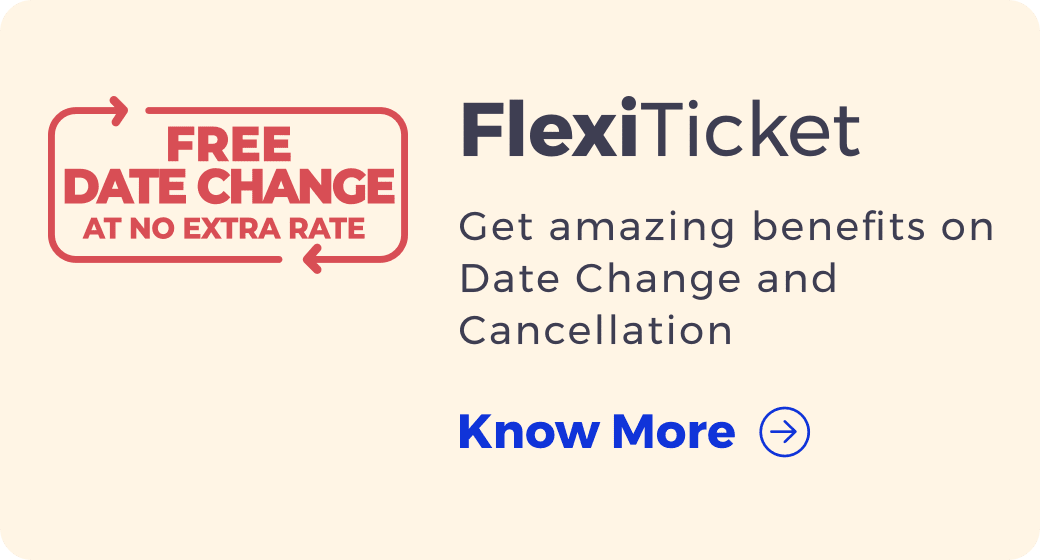 FREE
DATE CHANGE
AT NO EXTRA RATE
FlexiTicket
Get amazing benefits on
Date Change and
Cancellation
Know More